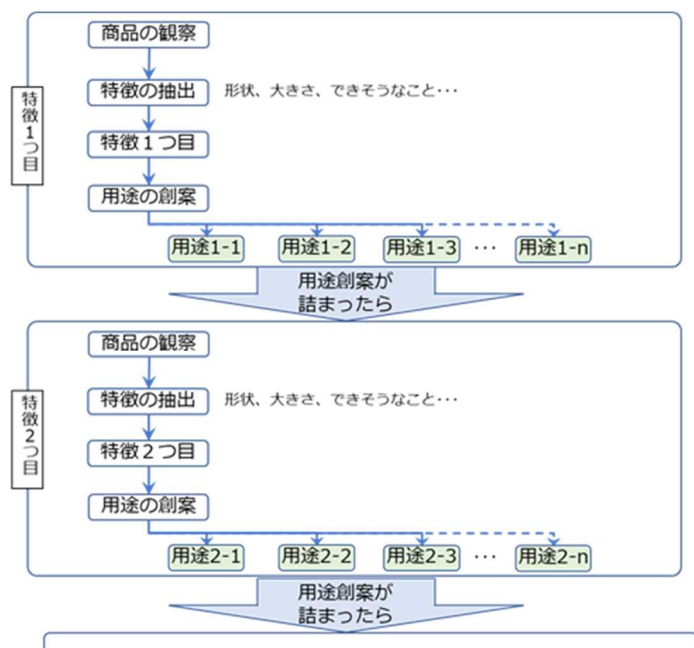 商品の観察
特徴の抽出
形状、大きさ、できそうなこと･･･
特徴1つ目
特徴１つ目
用途の創案
用途1-1
用途1-2
用途1-3
･･･
用途1-n
用途創案が
詰まったら
商品の観察
特徴の抽出
形状、大きさ、できそうなこと･･･
特徴2つ目
特徴２つ目
用途の創案
用途2-1
用途2-2
用途2-3
･･･
用途2-n
用途創案が
詰まったら